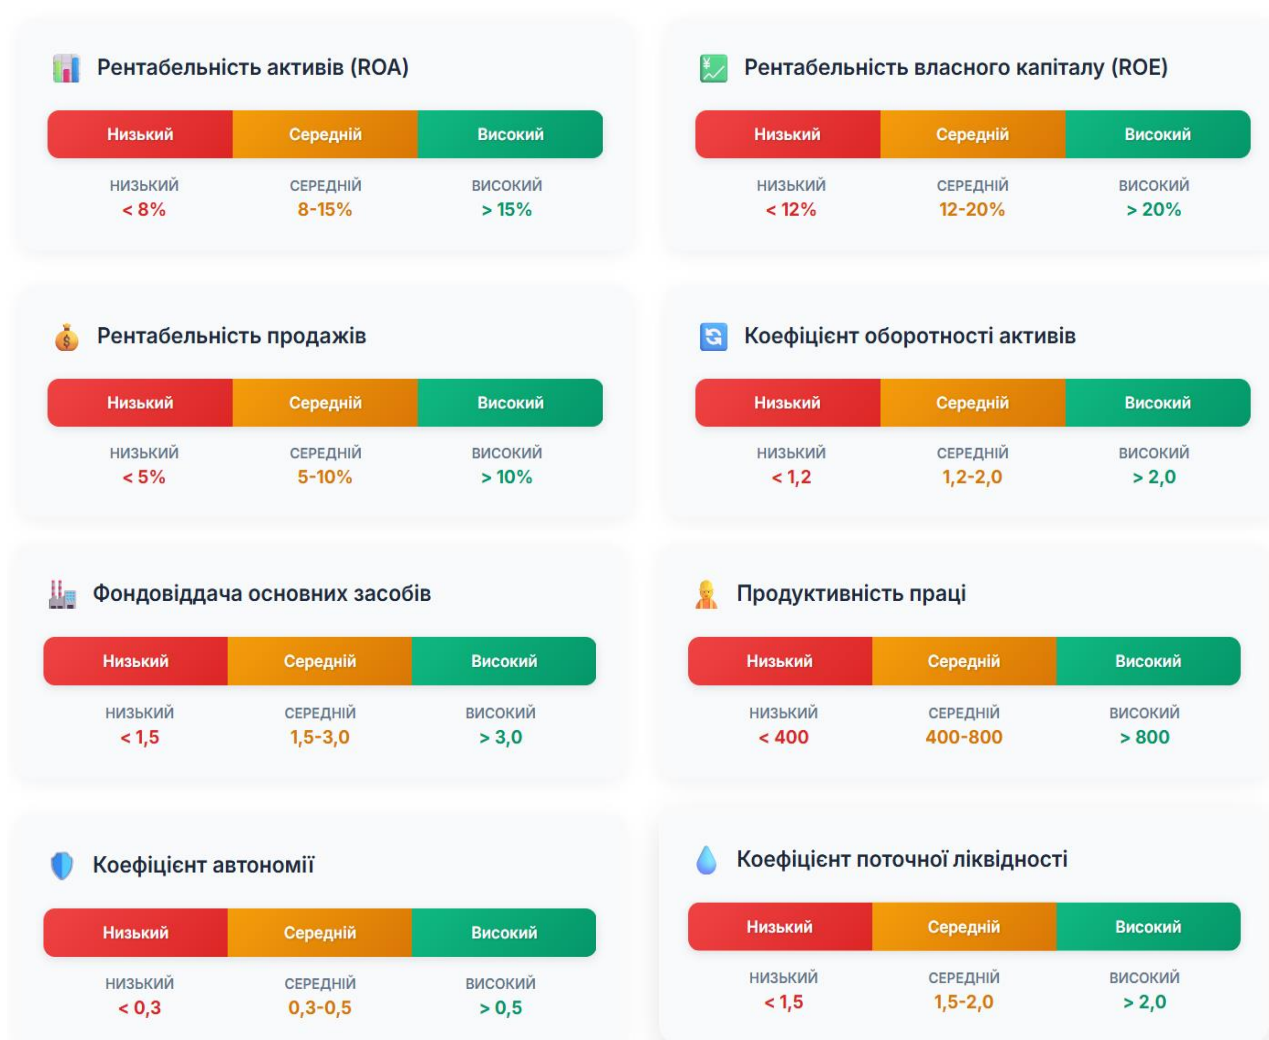 Рентабельність активів (ROA)
Низький Середній Високий
НИЗЬКИЙ СЕРЕДНІЙ ВИСОКИЙ
< 8% 8-15% > 15%
Рентабельність власного капіталу (ROE)
Низький Середній Високий
НИЗЬКИЙ СЕРЕДНІЙ ВИСОКИЙ
< 12% 12-20% > 20%
Рентабельність продажів
Низький Середній Високий
НИЗЬКИЙ СЕРЕДНІЙ ВИСОКИЙ
< 5% 5-10% > 10%
Коефіцієнт оборотності активів
Низький Середній Високий
НИЗЬКИЙ СЕРЕДНІЙ ВИСОКИЙ
< 1,2 1,2-2,0 > 2,0
Фондовіддача основних засобів
Низький Середній Високий
НИЗЬКИЙ СЕРЕДНІЙ ВИСОКИЙ
< 1,5 1,5-3,0 > 3,0
Продуктивність праці
Низький Середній Високий
НИЗЬКИЙ СЕРЕДНІЙ ВИСОКИЙ
< 400 400-800 > 800
Коефіцієнт автономії
Низький Середній Високий
НИЗЬКИЙ СЕРЕДНІЙ ВИСОКИЙ
< 0,3 0,3-0,5 > 0,5
Коефіцієнт поточної ліквідності
Низький Середній Високий
НИЗЬКИЙ СЕРЕДНІЙ ВИСОКИЙ
< 1,5 1,5-2,0 > 2,0